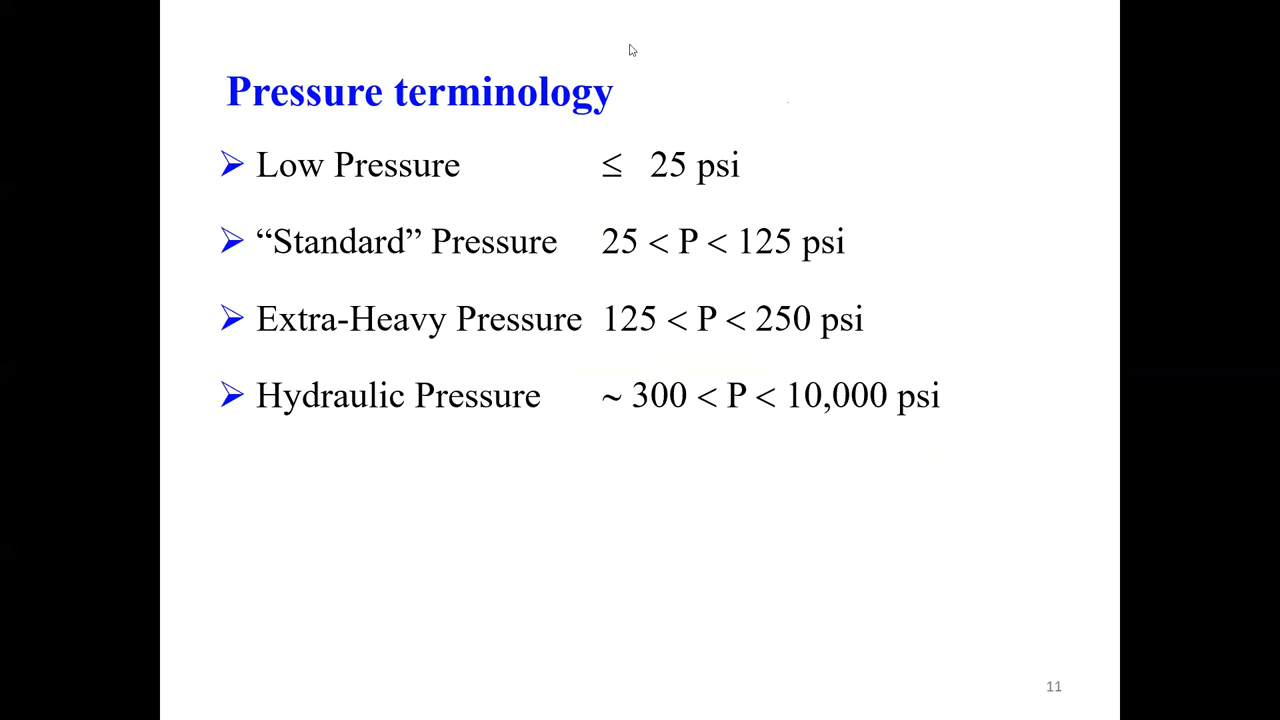 Pressure terminology
Low Pressure ≤ 25 psi
“Standard” Pressure 25 < P < 125 psi
Extra-Heavy Pressure 125 < P < 250 psi
Hydraulic Pressure ~ 300 < P < 10,000 psi
11